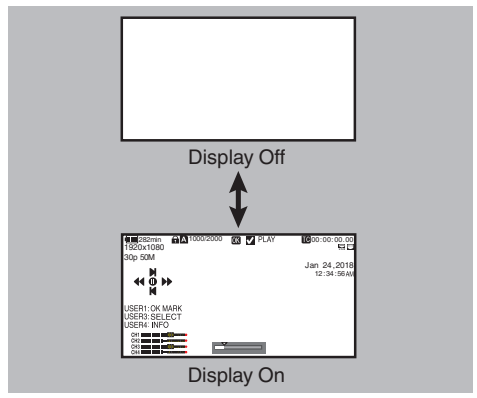 Display Off
282min A 1000/2000 OK PLAY TC 00:00:00.00
1920x1080
30p 50M
Jan 24,2018
12:34:56AM
USER1: OK MARK
USER3: SELECT
USER4: INFO
CH1
CH2
CH3
CH4
Display On